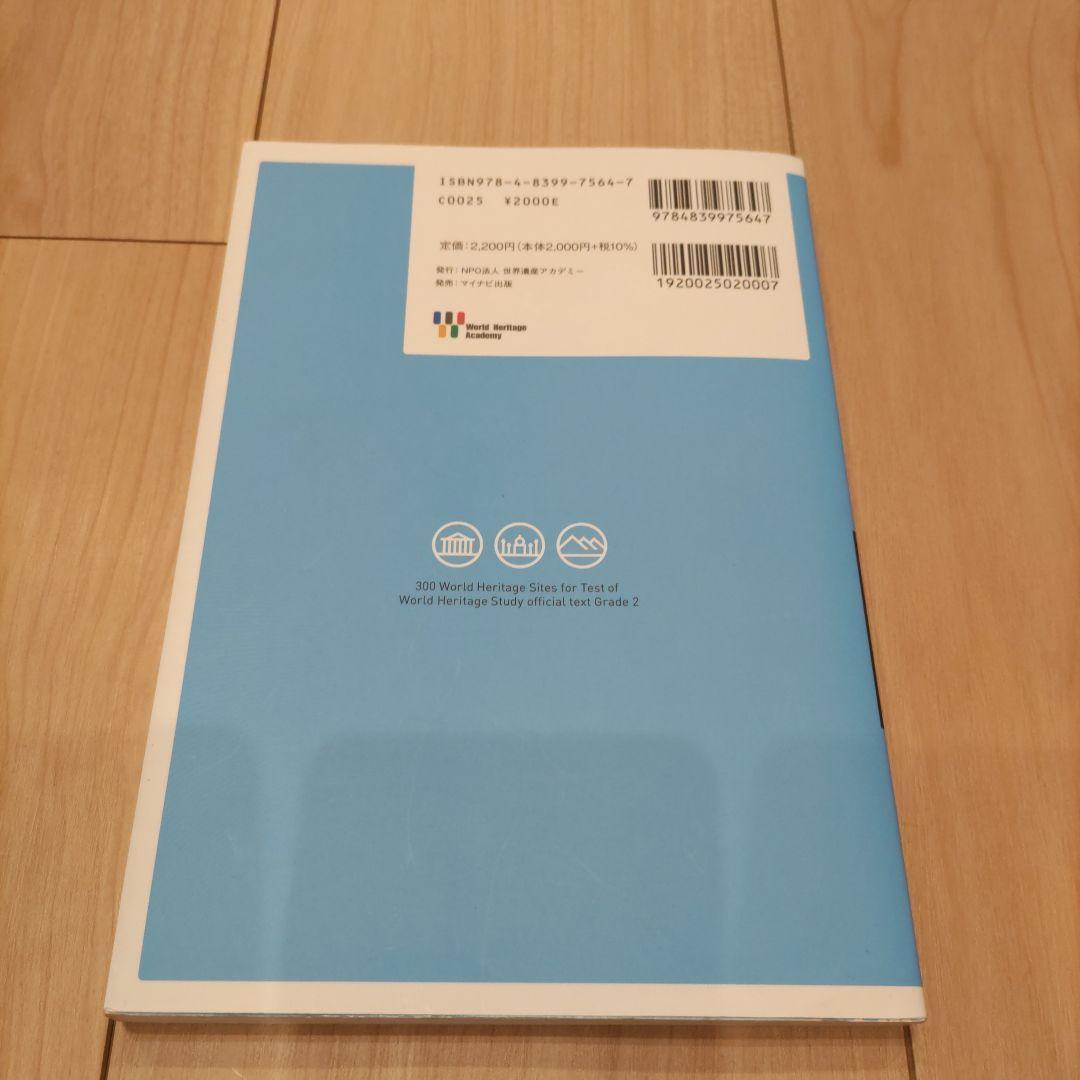 ISBN978-4-8399-7564-7
C0025 ¥2000E
9784839975647
定価：2,200円（本体2,000円+税10%）
1920025020007
発行：NPO法人 世界遺産アカデミー
発売：マイナビ出版
World Heritage
Academy
300 World Heritage Sites for Test of
World Heritage Study official text Grade 2